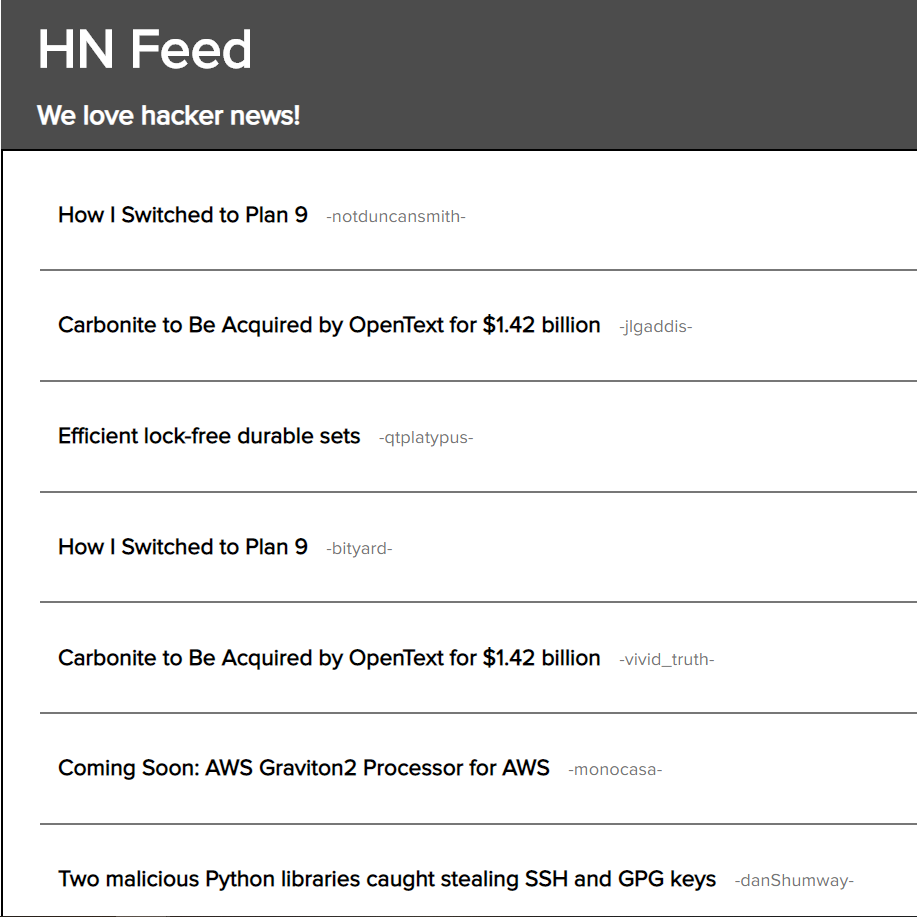 HN Feed
We love hacker news!
How I Switched to Plan 9 -notduncansmith-
Carbonite to Be Acquired by OpenText for $1.42 billion -jlgaddis-
Efficient lock-free durable sets -qtplatypus-
How I Switched to Plan 9 -bityard-
Carbonite to Be Acquired by OpenText for $1.42 billion -vivid_truth-
Coming Soon: AWS Graviton2 Processor for AWS -monocasa-
Two malicious Python libraries caught stealing SSH and GPG keys -danShumway-